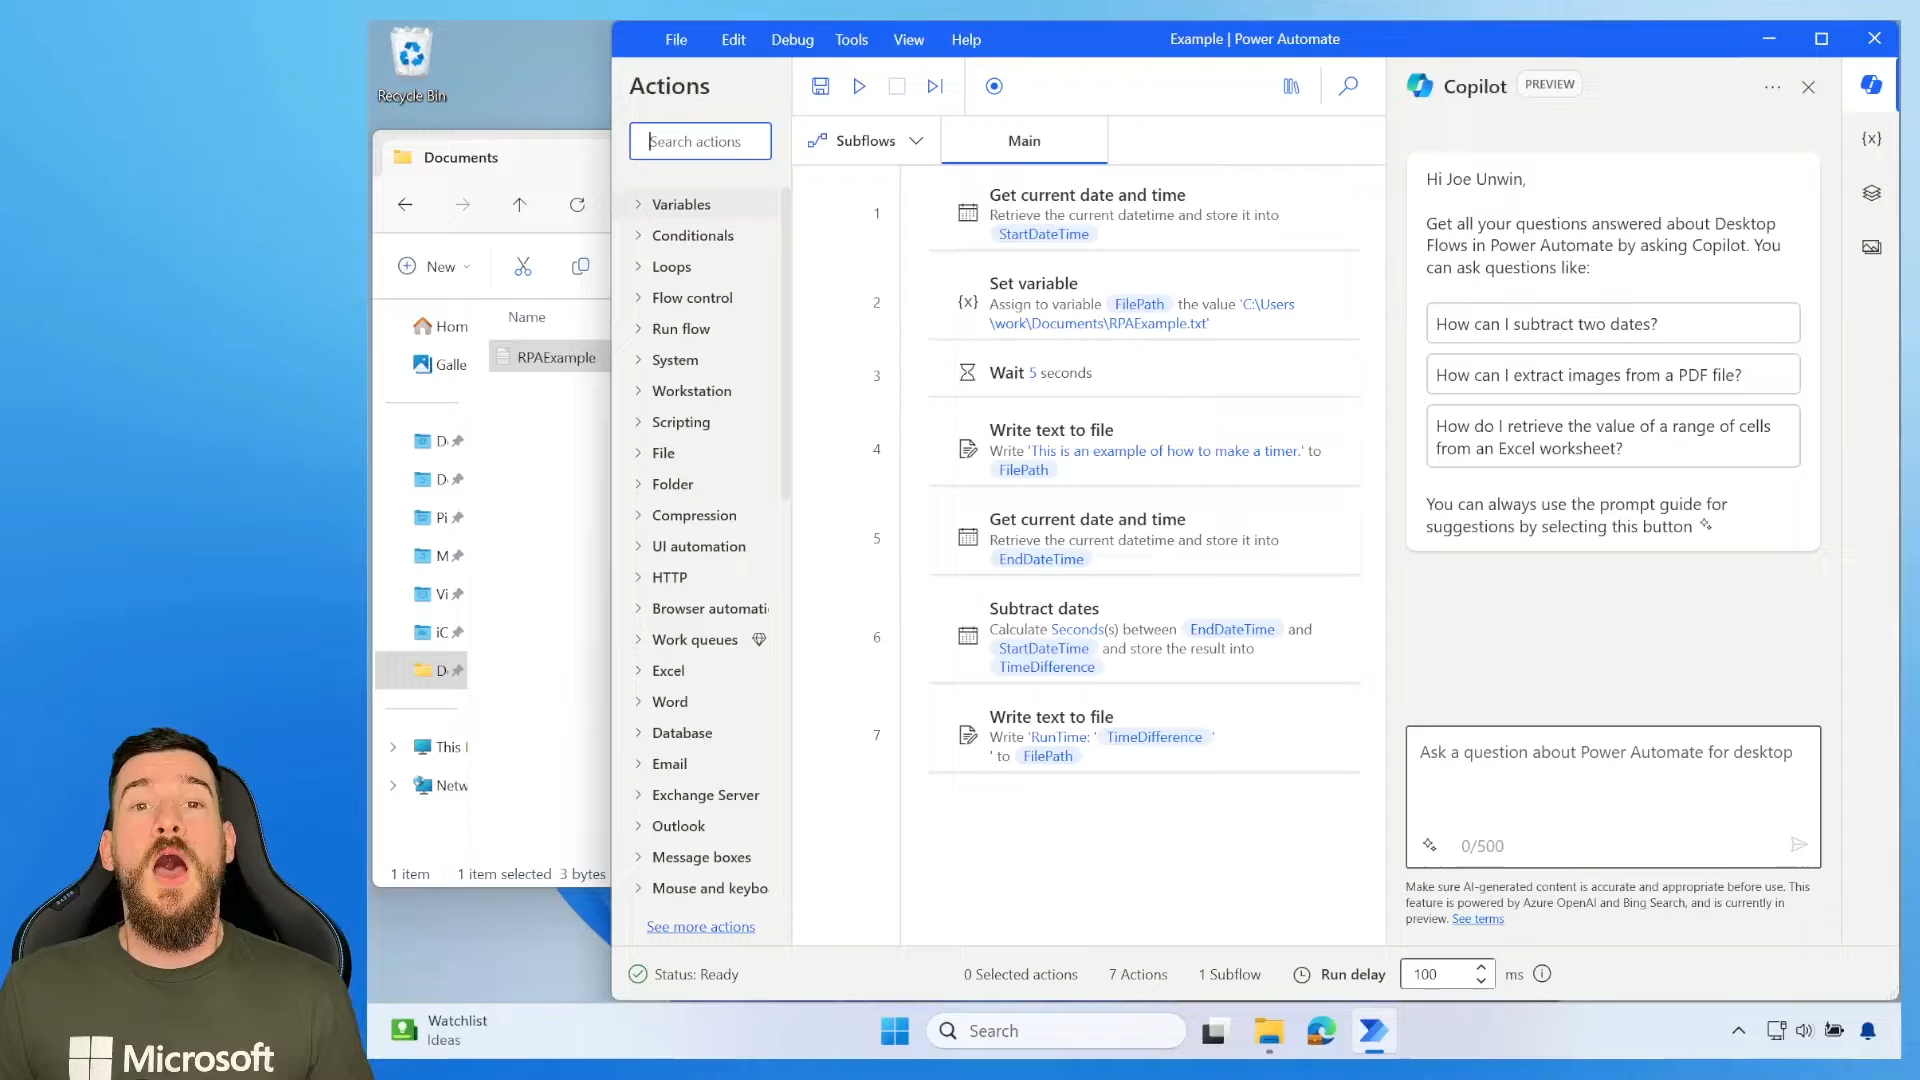 Recycle Bin
Documents
New
Name
RPAExample
Hom
Galle
D
D
Pi
M
Vi
iC
D
This
Netw
1 item
1 item selected
3 bytes
File
Edit
Debug
Tools
View
Help
Example | Power Automate
Actions
Search actions
Variables
Conditionals
Loops
Flow control
Run flow
System
Workstation
Scripting
File
Folder
Compression
UI automation
HTTP
Browser automati
Work queues
Excel
Word
Database
Email
Exchange Server
Outlook
Message boxes
Mouse and keybo
See more actions
Subflows
Main
1
Get current date and time
Retrieve the current datetime and store it into
StartDateTime
2
Set variable
{x}
Assign to variable FilePath the value 'C:\Users
\work\Documents\RPAExample.txt'
3
Wait 5 seconds
4
Write text to file
Write 'This is an example of how to make a timer.' to
FilePath
5
Get current date and time
Retrieve the current datetime and store it into
EndDateTime
6
Subtract dates
Calculate Seconds(s) between EndDateTime and
StartDateTime and store the result into
TimeDifference
7
Write text to file
Write 'RunTime: ' TimeDifference '
' to FilePath
Copilot
PREVIEW
{x}
Hi Joe Unwin,
Get all your questions answered about Desktop
Flows in Power Automate by asking Copilot. You
can ask questions like:
How can I subtract two dates?
How can I extract images from a PDF file?
How do I retrieve the value of a range of cells
from an Excel worksheet?
You can always use the prompt guide for
suggestions by selecting this button
Ask a question about Power Automate for desktop
0/500
Make sure AI-generated content is accurate and appropriate before use. This
feature is powered by Azure OpenAI and Bing Search, and is currently in
preview. See terms
Status: Ready
0 Selected actions
7 Actions
1 Subflow
Run delay
100
ms
Watchlist
Ideas
Search
Microsoft